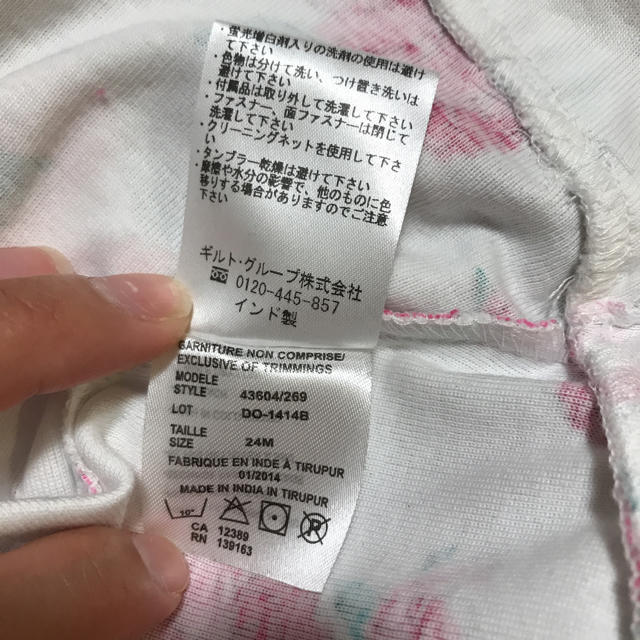 ・蛍光増白剤入りの洗剤の使用は避け
て下さい
・色物は分けて洗い、つけ置き洗いは
避けて下さい
・付属品は取り外して洗濯して下さい
・ファスナー、面ファスナーは閉じて
洗濯して下さい
・クリーニングネットを使用して下さ
い
・タンブラー乾燥は避けて下さい
・摩擦や水分の影響で、他のものに色
移りする場合がありますのでご注意
下さい
ギルト・グループ株式会社
0120-445-857
インド製
GARNITURE NON COMPRISE/
EXCLUSIVE OF TRIMMINGS
MODELE
STYLE 43604/269
LOT DO-1414B
TAILLE
SIZE 24M
FABRIQUE EN INDE À TIRUPUR
01/2014
MADE IN INDIA IN TIRUPUR
CA 12389
RN 139163